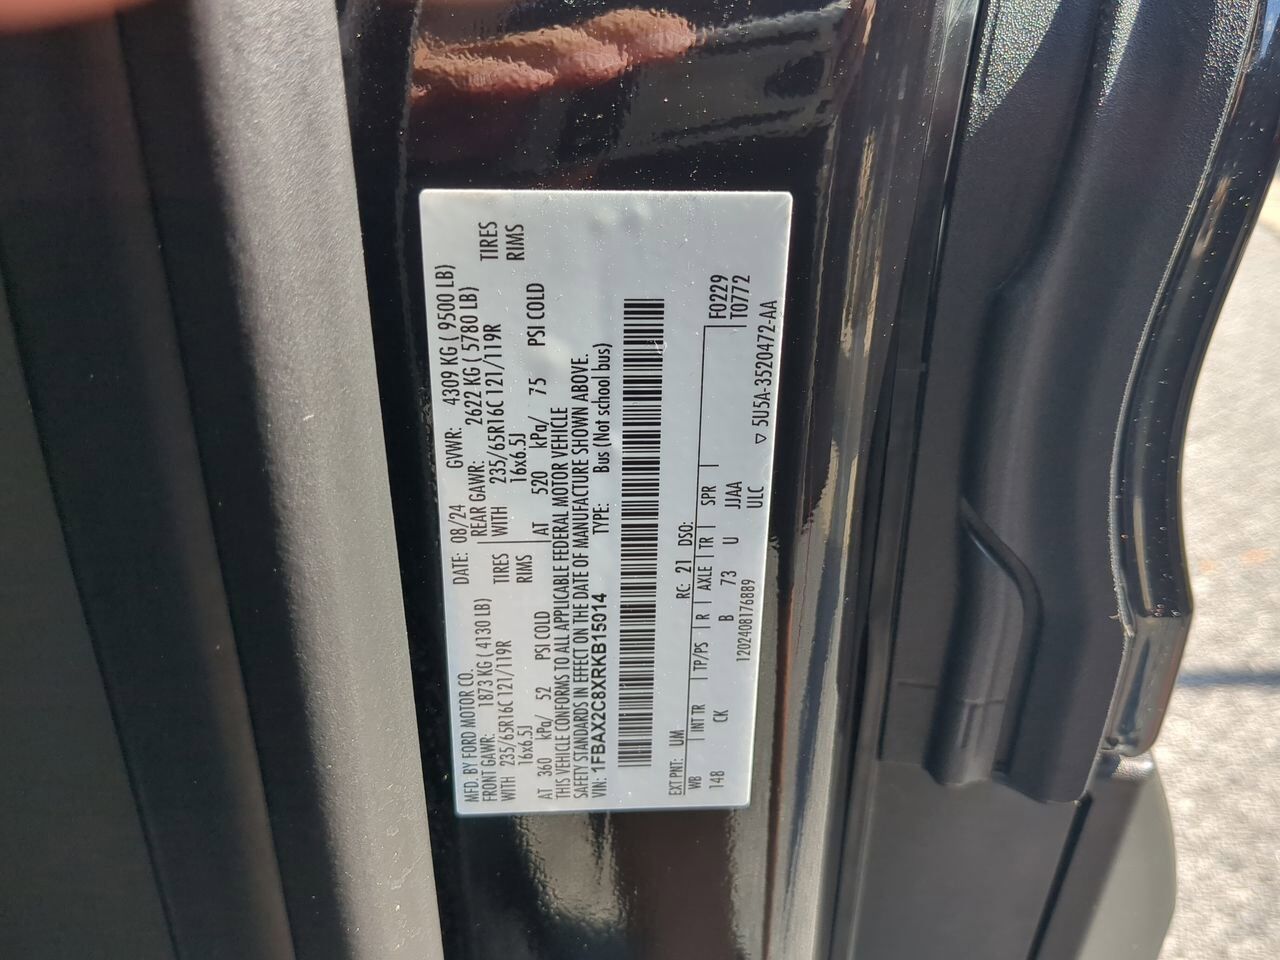 MFD. BY FORD MOTOR CO.
DATE: 08/24 GVWR: 4309 KG ( 9500 LB)
FRONT GAWR: 1873 KG ( 4130 LB) REAR GAWR: 2622 KG ( 5780 LB)
WITH 235/65R16C 121/119R TIRES WITH 235/65R16C 121/119R TIRES
16x6.5J RIMS 16x6.5J RIMS
AT 360 kPa/ 52 PSI COLD AT 520 kPa/ 75 PSI COLD
THIS VEHICLE CONFORMS TO ALL APPLICABLE FEDERAL MOTOR VEHICLE
SAFETY STANDARDS IN EFFECT ON THE DATE OF MANUFACTURE SHOWN ABOVE.
VIN: 1FBAX2C8XRKB15014 TYPE: Bus (Not school bus)
EXT PNT: UM RC: 21 DSO:
WB INT TR TP/PS R AXLE TR SPR F0229
148 CK B 73 U JJAA T0772
1202408176889 ULC ▽ 5U5A-3520472-AA